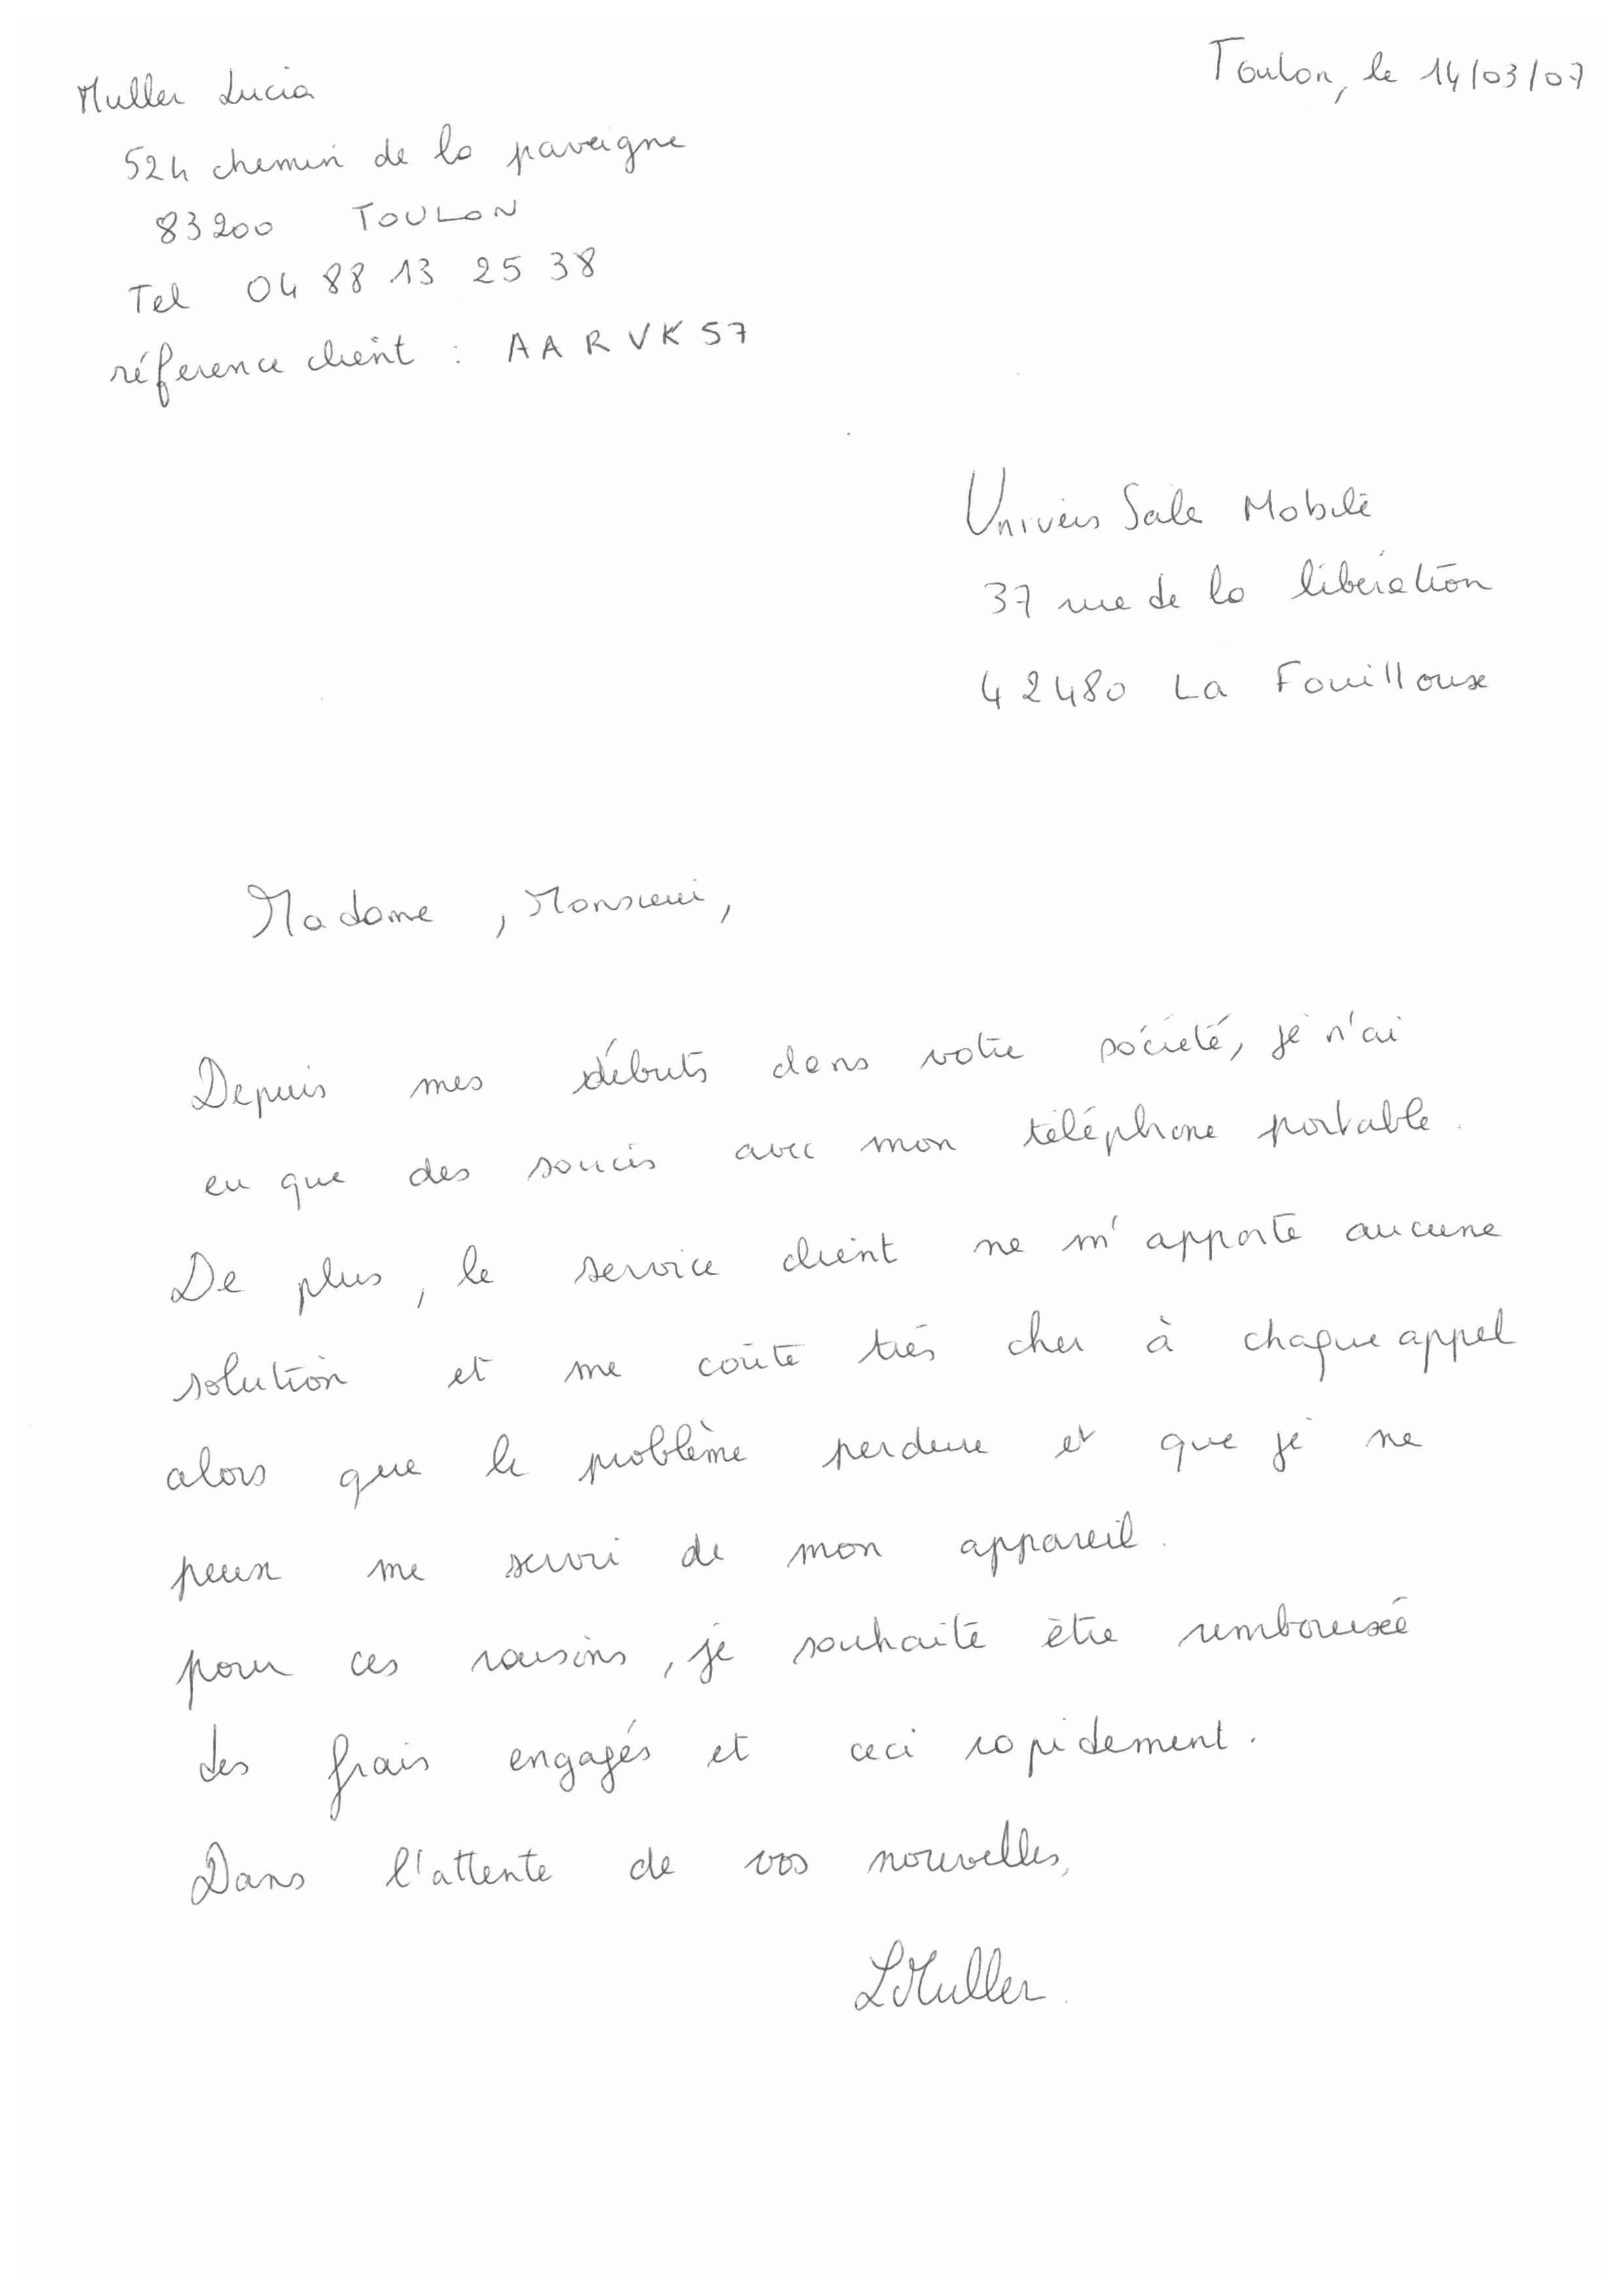 Muller Lucia
Toulon, le 14/03/07
524 chemin de la paveigne
83200 TOULON
Tel 04 88 13 25 38
réference client : AARVK57
Univers Sale Mobile
37 rue de la libération
42480 La Fouillouse
Madame, Monsieur,
Depuis mes débuts dans votre société, je n'ai
eu que des soucis avec mon téléphone portable.
De plus, le service client ne m'apporte aucune
solution et me coûte très cher à chaque appel
alors que le problème perdure et que je ne
peux me servir de mon appareil.
pour ces raisons, je souhaite être remboursée
des frais engagés et ceci rapidement.
Dans l'attente de vos nouvelles,
LMuller.